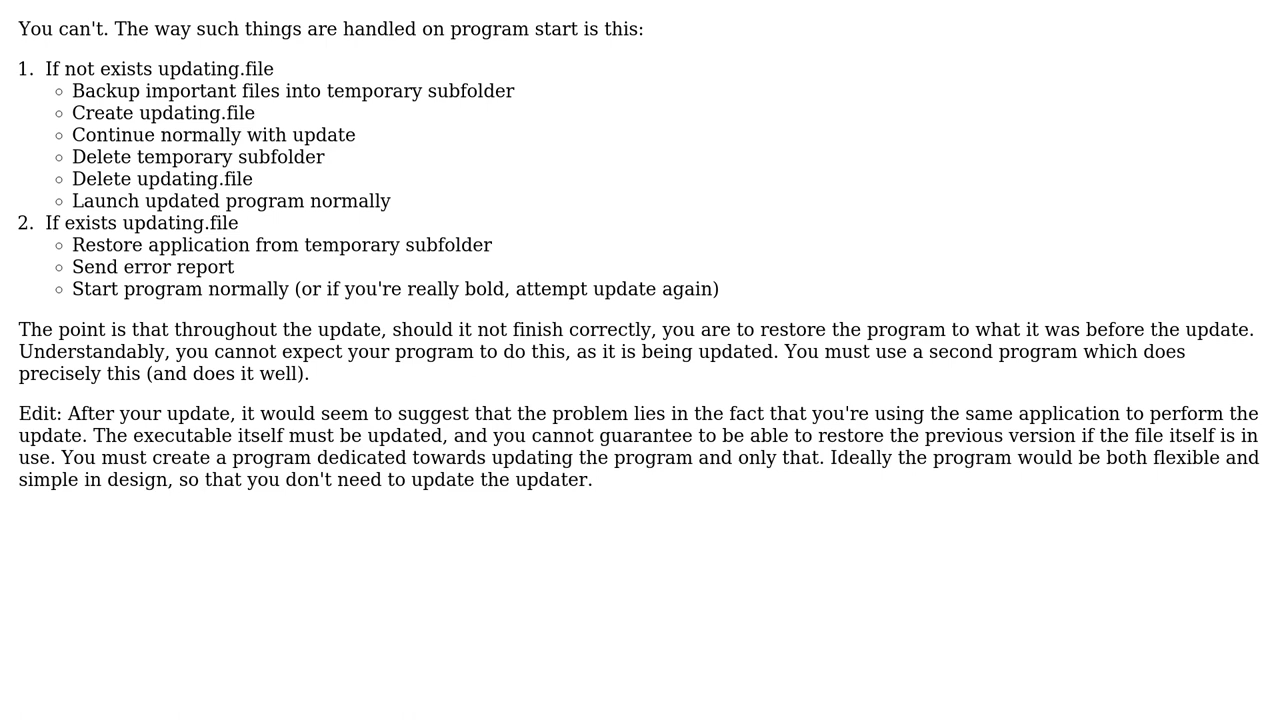 You can't. The way such things are handled on program start is this:
1. If not exists updating.file
◦ Backup important files into temporary subfolder
◦ Create updating.file
◦ Continue normally with update
◦ Delete temporary subfolder
◦ Delete updating.file
◦ Launch updated program normally
2. If exists updating.file
◦ Restore application from temporary subfolder
◦ Send error report
◦ Start program normally (or if you're really bold, attempt update again)
The point is that throughout the update, should it not finish correctly, you are to restore the program to what it was before the update.
Understandably, you cannot expect your program to do this, as it is being updated. You must use a second program which does
precisely this (and does it well).
Edit: After your update, it would seem to suggest that the problem lies in the fact that you're using the same application to perform the
update. The executable itself must be updated, and you cannot guarantee to be able to restore the previous version if the file itself is in
use. You must create a program dedicated towards updating the program and only that. Ideally the program would be both flexible and
simple in design, so that you don't need to update the updater.